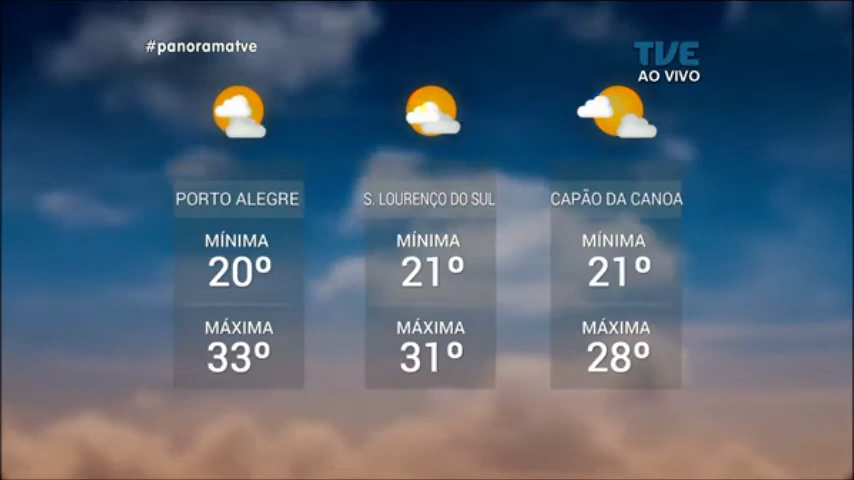 #panoramatve
TVE
AO VIVO
PORTO ALEGRE
MÍNIMA
20º
MÁXIMA
33º
S. LOURENÇO DO SUL
MÍNIMA
21º
MÁXIMA
31º
CAPÃO DA CANOA
MÍNIMA
21º
MÁXIMA
28º